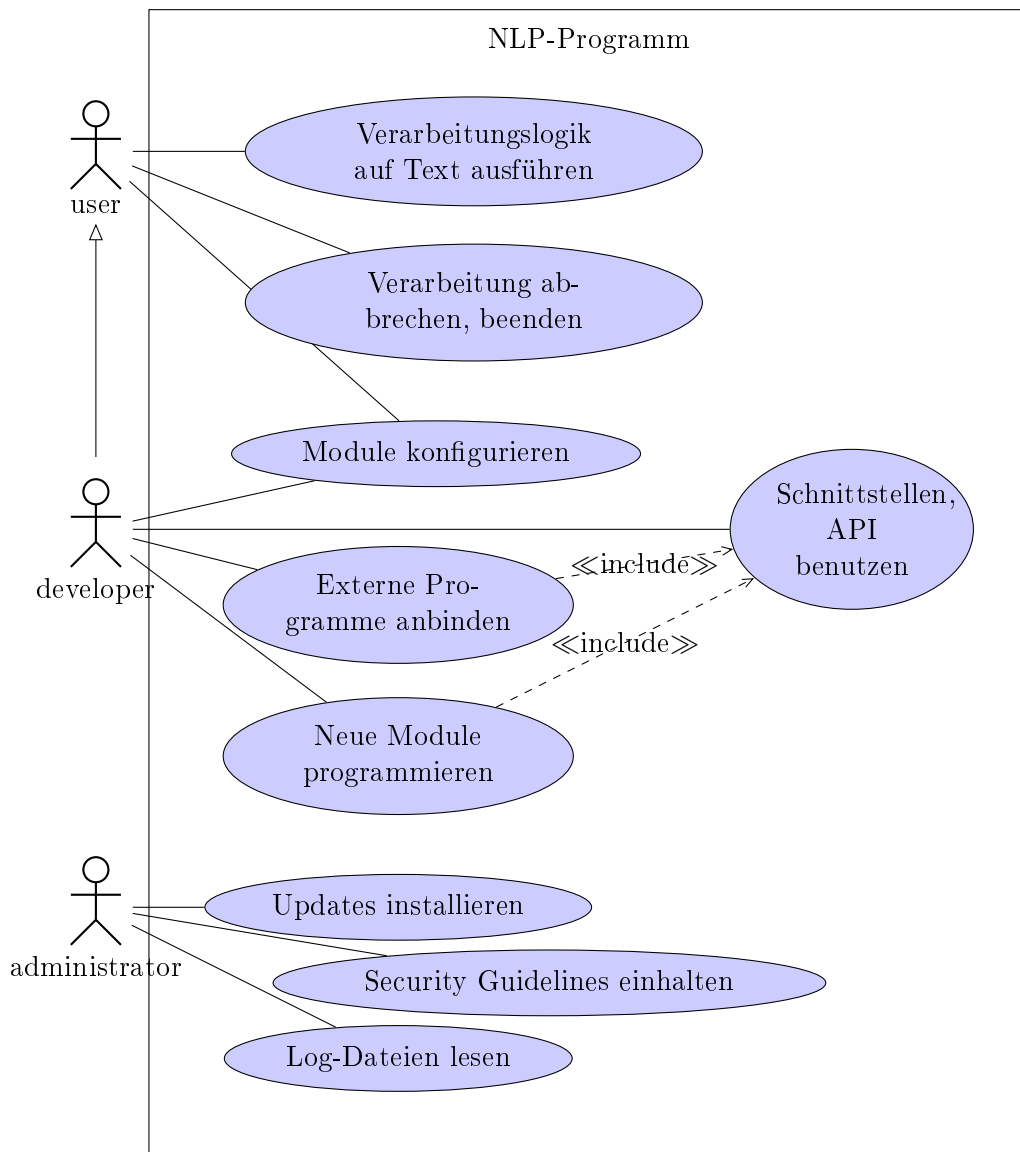 NLP-Programm
Verarbeitungslogik
auf Text ausführen
user
Verarbeitung ab-
brechen, beenden
Module konfigurieren
Schnittstellen,
API
benutzen
developer
≪include≫
Externe Pro-
gramme anbinden
≪include≫
Neue Module
programmieren
Updates installieren
administrator
Security Guidelines einhalten
Log-Dateien lesen